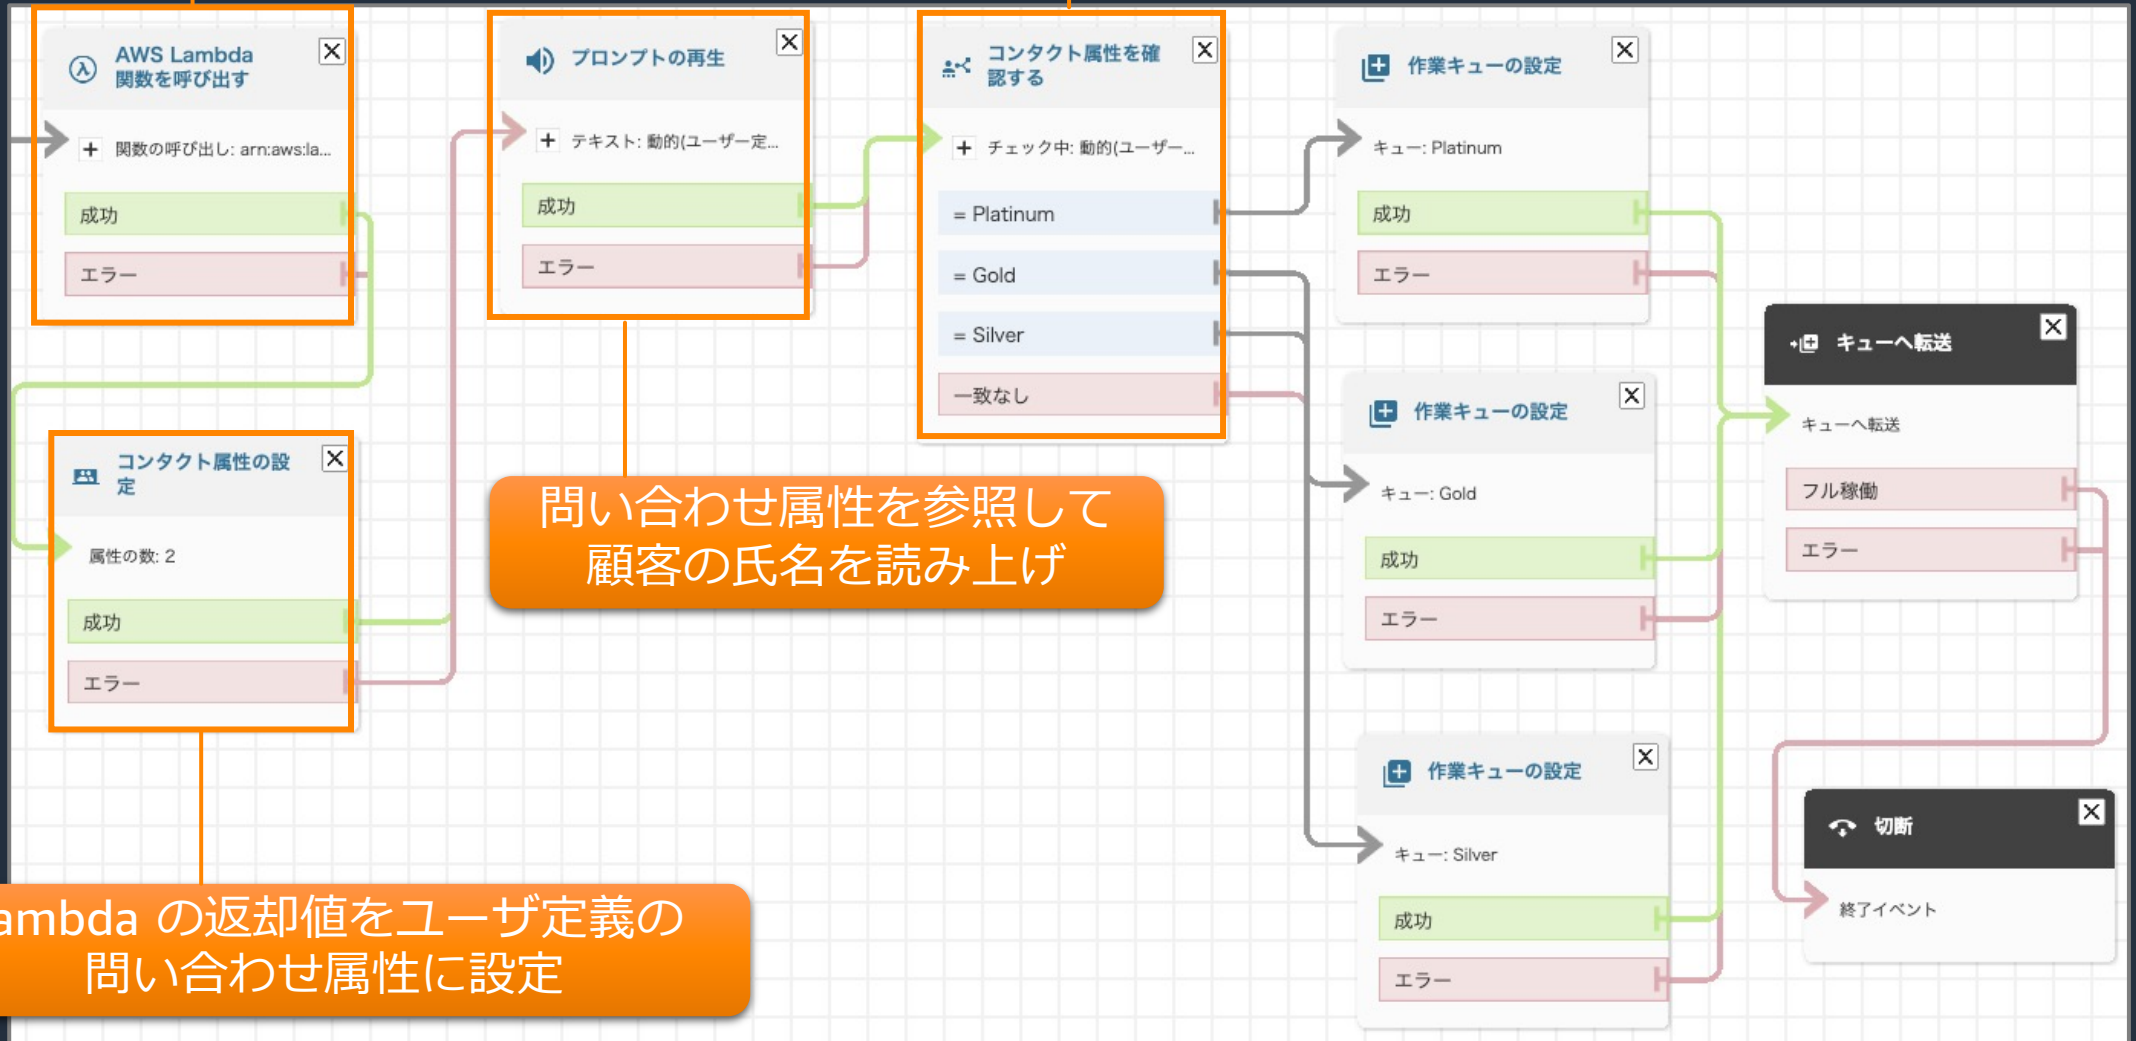 AWS Lambda
関数を呼び出す
関数の呼び出し: arn:aws:la...
成功
エラー
コンタクト属性の設
定
属性の数: 2
成功
エラー
プロンプトの再生
テキスト: 動的(ユーザー定...
成功
エラー
コンタクト属性を確
認する
チェック中: 動的(ユーザー...
= Platinum
= Gold
= Silver
一致なし
問い合わせ属性を参照して
顧客の氏名を読み上げ
ambda の返却値をユーザ定義の
問い合わせ属性に設定
作業キューの設定
キュー: Platinum
成功
エラー
作業キューの設定
キュー: Gold
成功
エラー
作業キューの設定
キュー: Silver
成功
エラー
キューへ転送
キューへ転送
フル稼働
エラー
切断
終了イベント